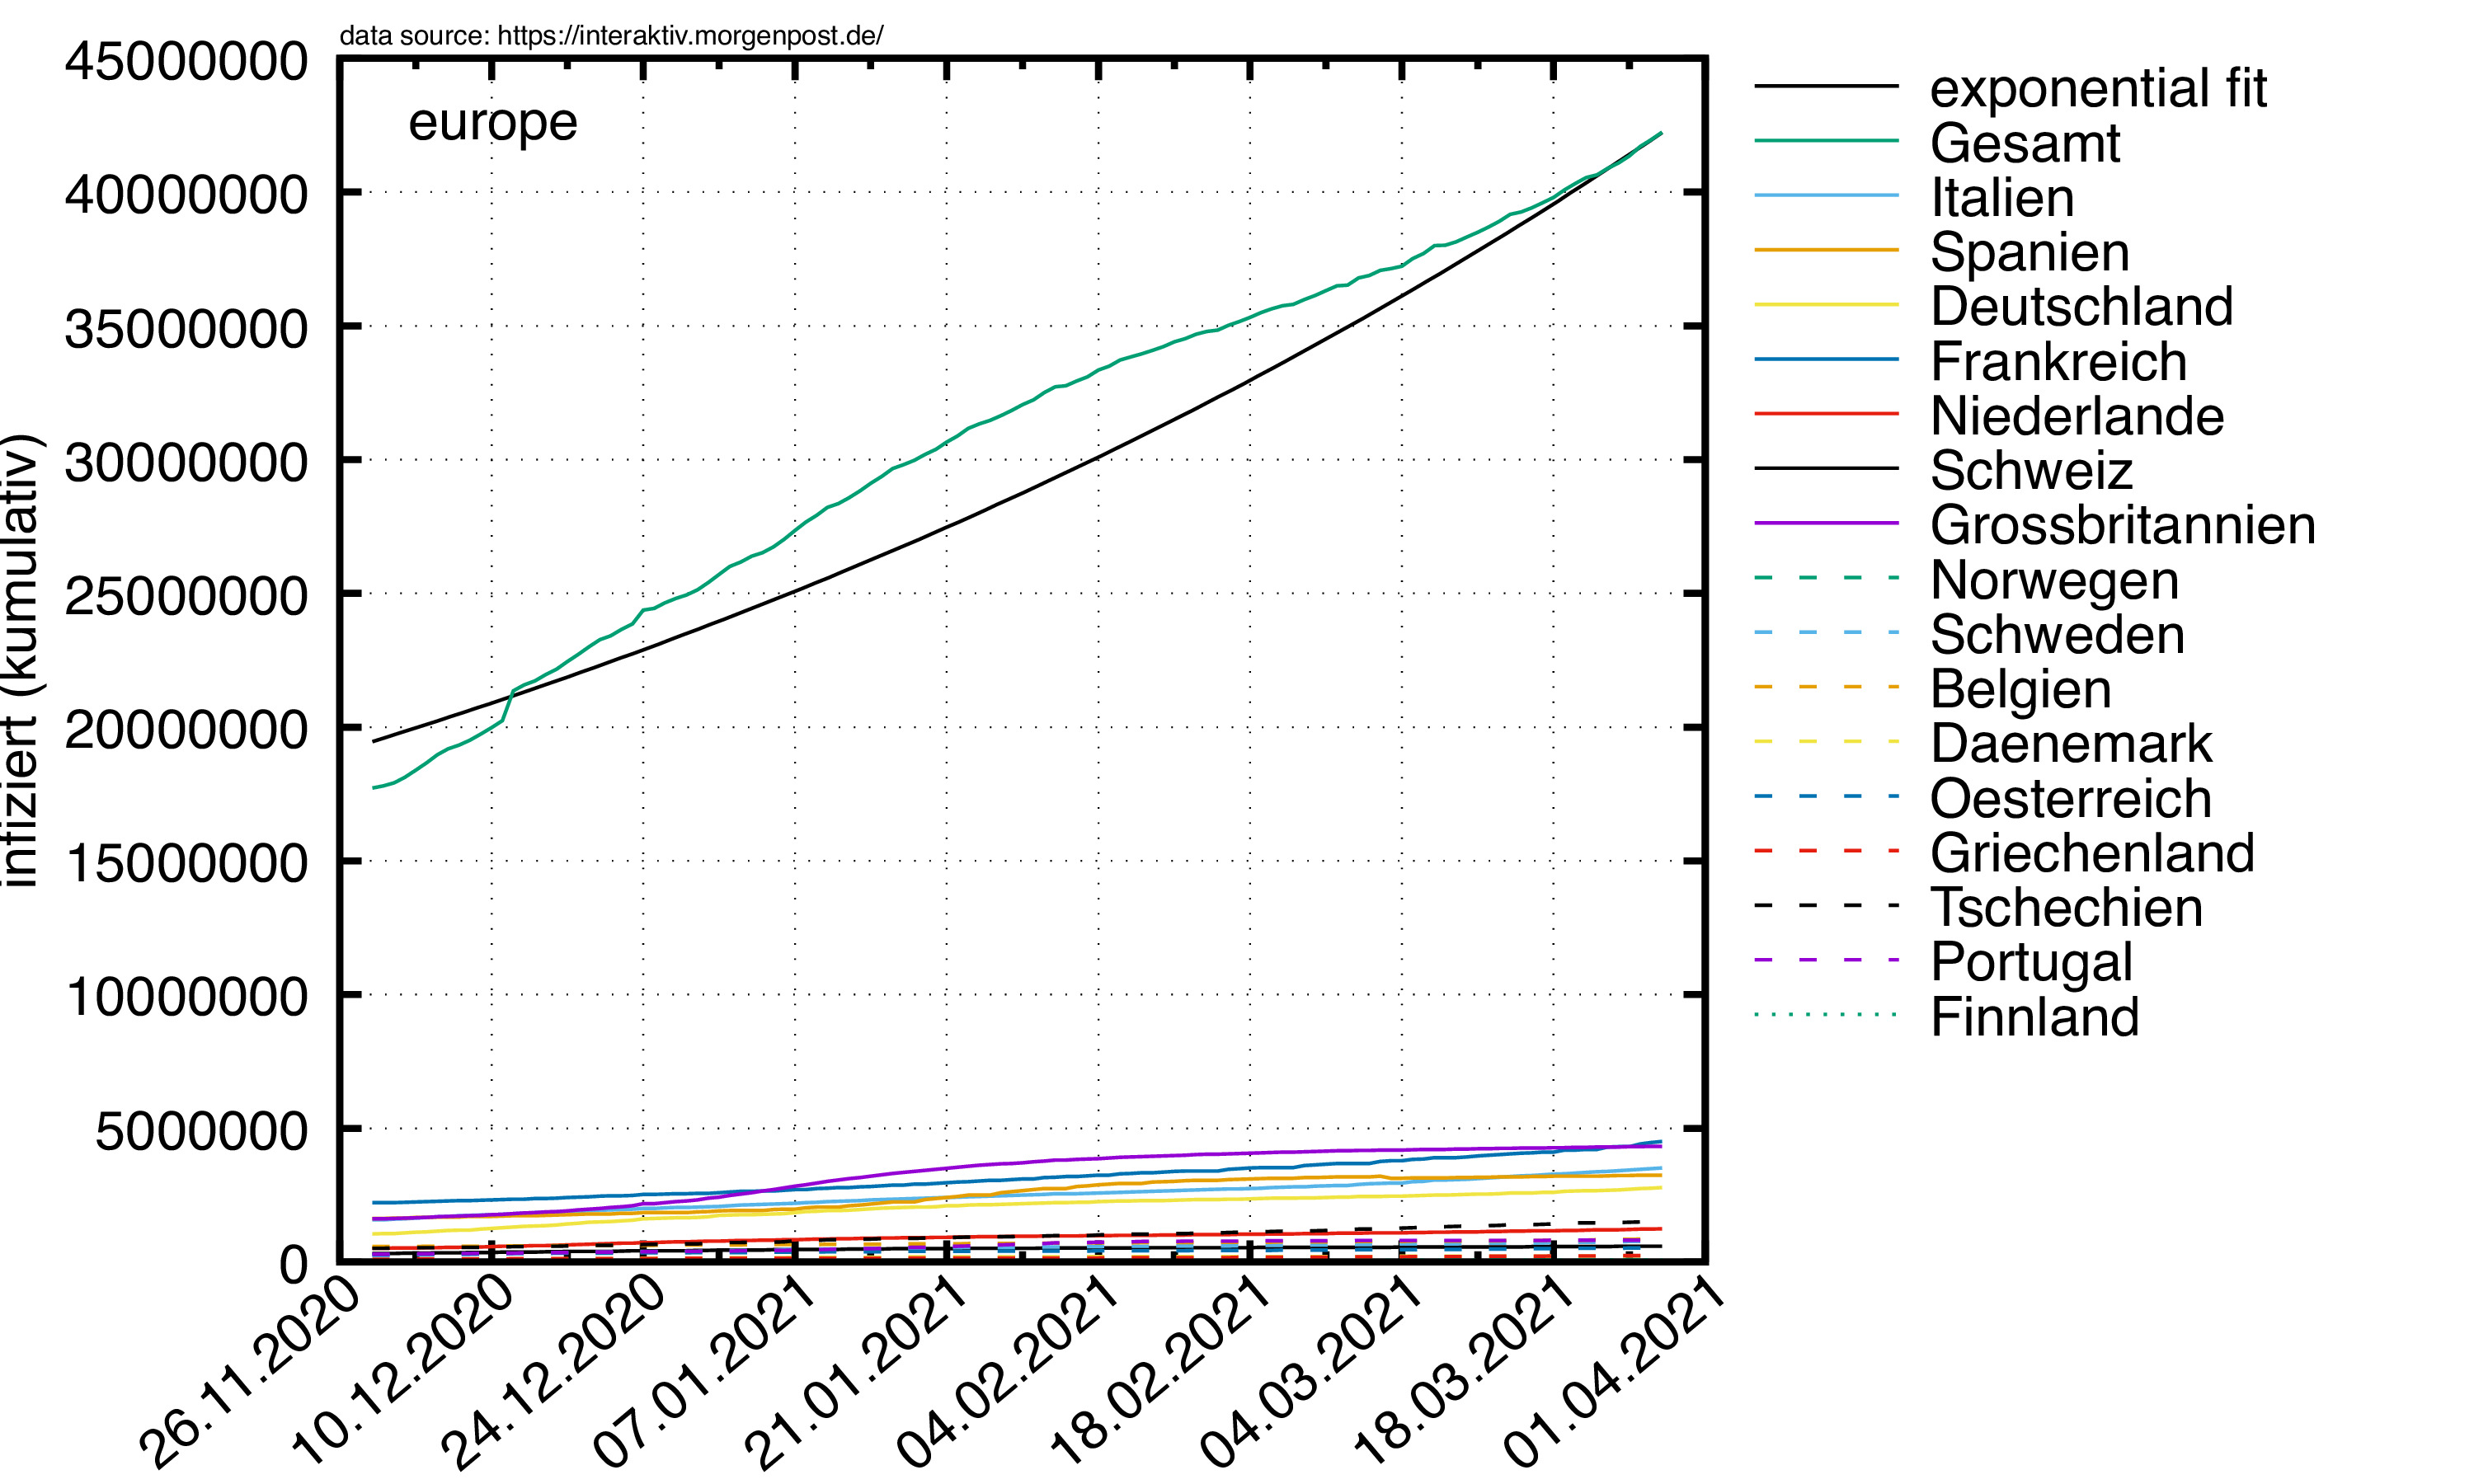 data source: https://interaktiv.morgenpost.de/
europe
infiziert (kumulativ)
45000000
40000000
35000000
30000000
25000000
20000000
15000000
10000000
5000000
0
26.11.2020
10.12.2020
24.12.2020
07.01.2021
21.01.2021
04.02.2021
18.02.2021
04.03.2021
18.03.2021
01.04.2021
exponential fit
Gesamt
Italien
Spanien
Deutschland
Frankreich
Niederlande
Schweiz
Grossbritannien
Norwegen
Schweden
Belgien
Daenemark
Oesterreich
Griechenland
Tschechien
Portugal
Finnland